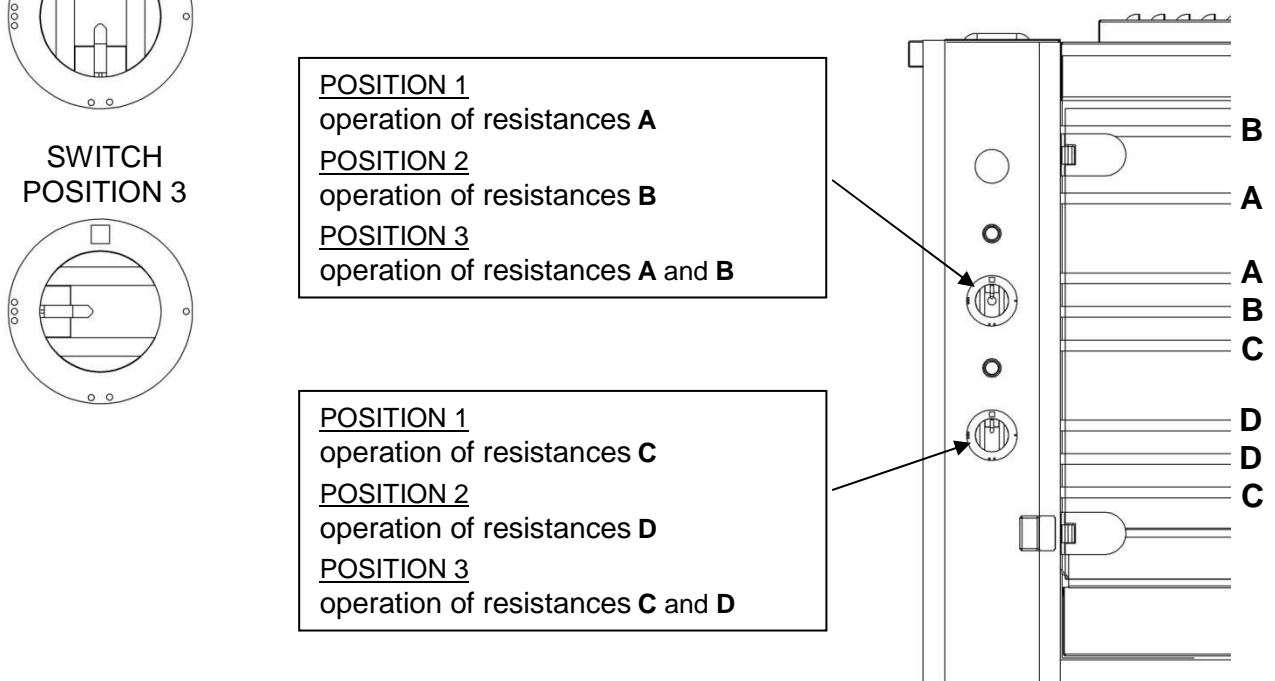 SWITCH
POSITION 3
POSITION 1
operation of resistances A
POSITION 2
operation of resistances B
POSITION 3
operation of resistances A and B
POSITION 1
operation of resistances C
POSITION 2
operation of resistances D
POSITION 3
operation of resistances C and D
B
A
A
B
C
D
D
C